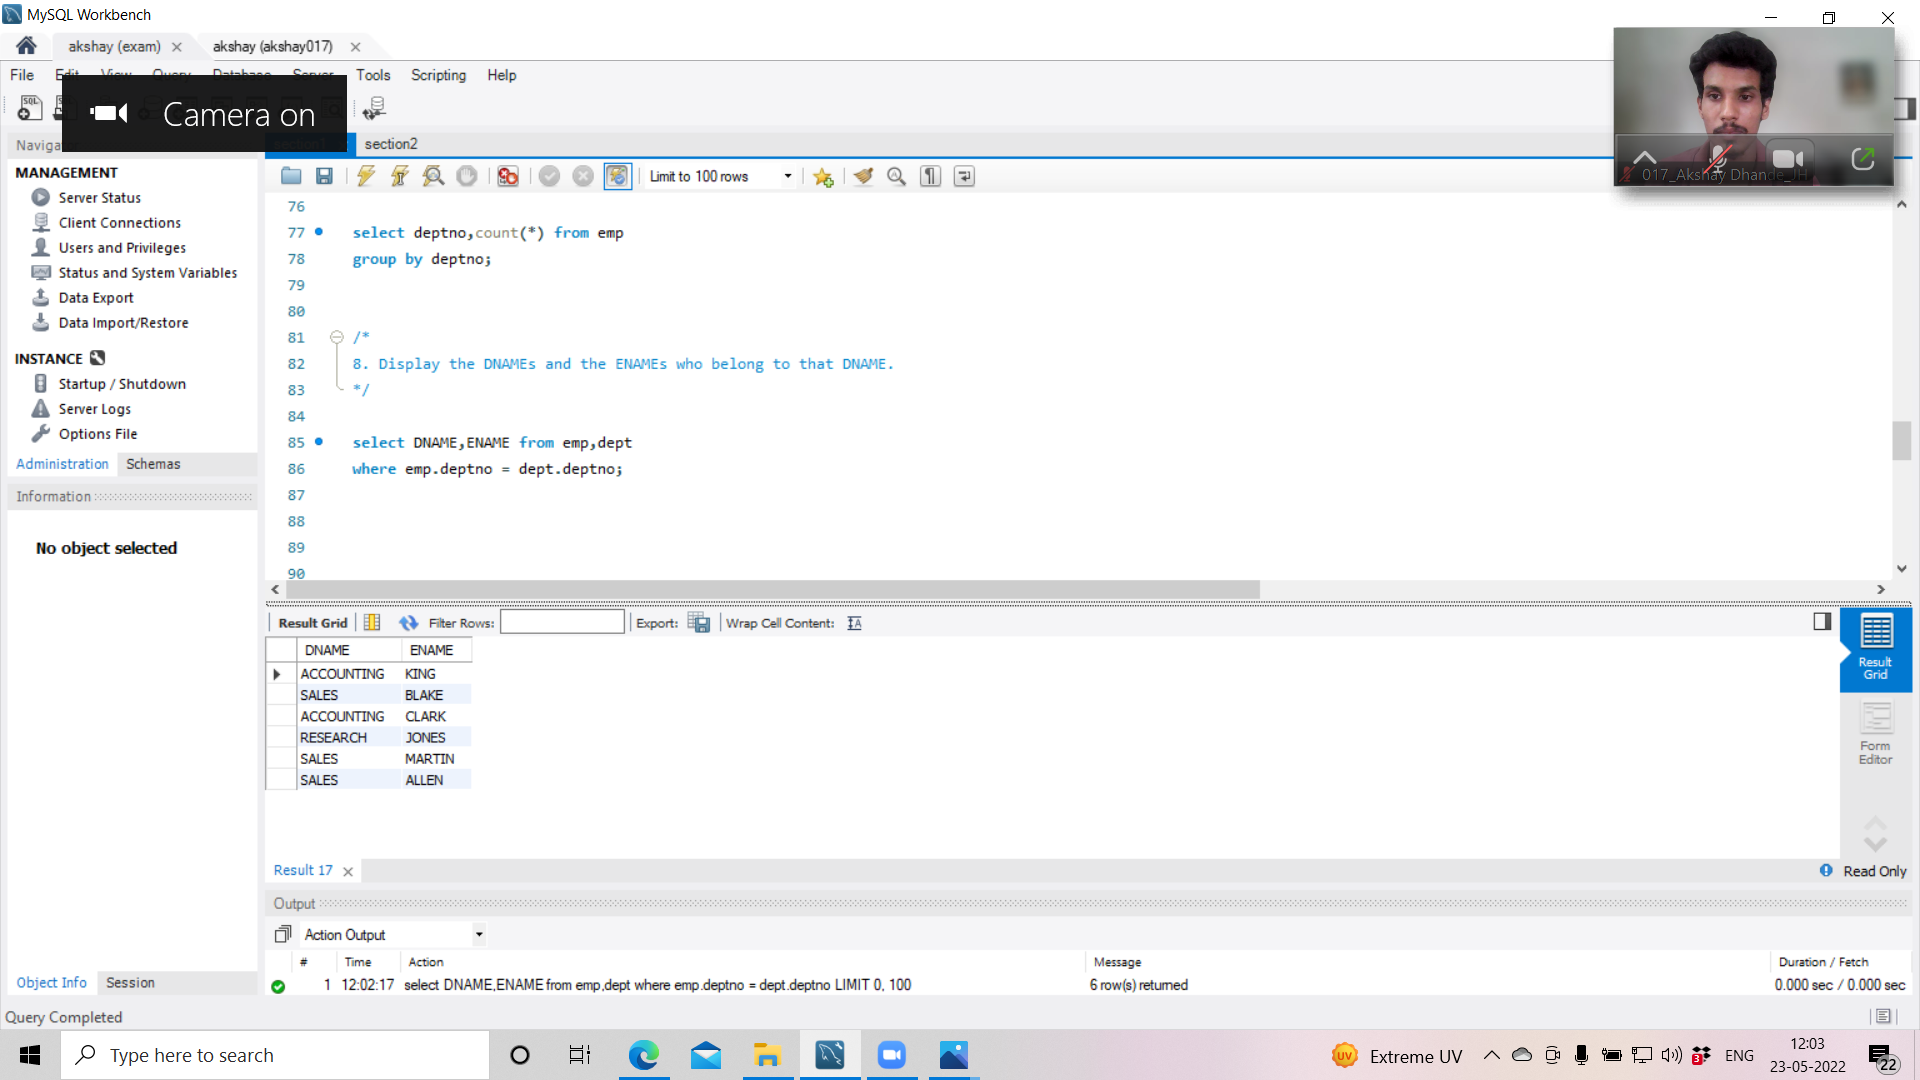 MySQL Workbench
akshay (exam)
akshay (akshay017)
File Edit View Query Database Server Tools Scripting Help
Camera on
017_Akshay Dhande_JH
section1
section2
MANAGEMENT
Server Status
Client Connections
Users and Privileges
Status and System Variables
Data Export
Data Import/Restore
INSTANCE
Startup / Shutdown
Server Logs
Options File
Administration Schemas
Information
No object selected
Object Info Session
Limit to 100 rows
76
77 select deptno,count(*) from emp
78 group by deptno;
79
80
81 /*
82 8. Display the DNAMEs and the ENAMEs who belong to that DNAME.
83 */
84
85 select DNAME,ENAME from emp,dept
86 where emp.deptno = dept.deptno;
87
88
89
90
Result Grid Filter Rows: Export: Wrap Cell Content:
DNAME ENAME
ACCOUNTING KING
SALES BLAKE
ACCOUNTING CLARK
RESEARCH JONES
SALES MARTIN
SALES ALLEN
Result Grid
Form Editor
Result 17
Read Only
Output
Action Output
# Time Action Message Duration / Fetch
1 12:02:17 select DNAME,ENAME from emp,dept where emp.deptno = dept.deptno LIMIT 0, 100 6 row(s) returned 0.000 sec / 0.000 sec
Query Completed
Type here to search
UV Extreme UV
3
ENG
12:03
23-05-2022
22